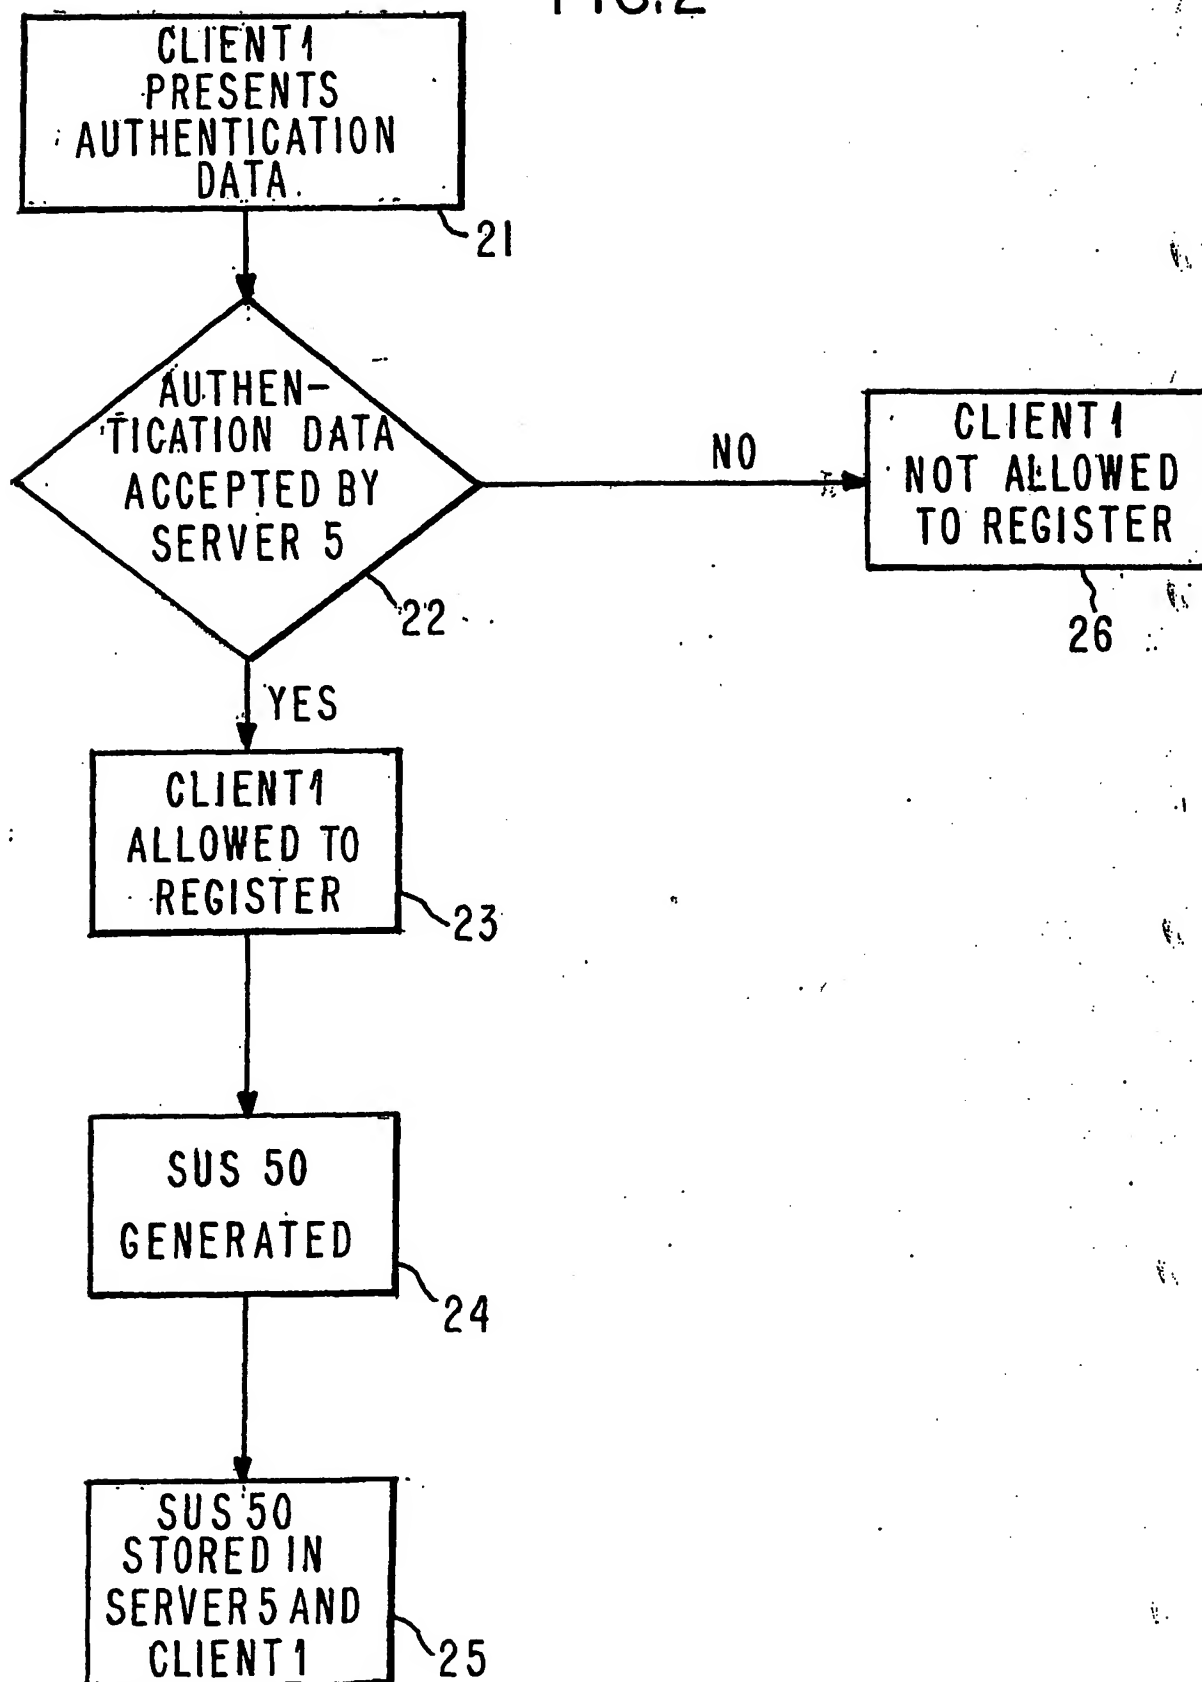 FIG.2
CLIENT 1
PRESENTS
AUTHENTICATION
DATA.
21
AUTHEN-
TICATION DATA
ACCEPTED BY
SERVER 5
22
NO
CLIENT 1
NOT ALLOWED
TO REGISTER
26
YES
CLIENT 1
ALLOWED TO
REGISTER
23
SUS 50
GENERATED
24
SUS 50
STORED IN
SERVER 5 AND
CLIENT 1
25